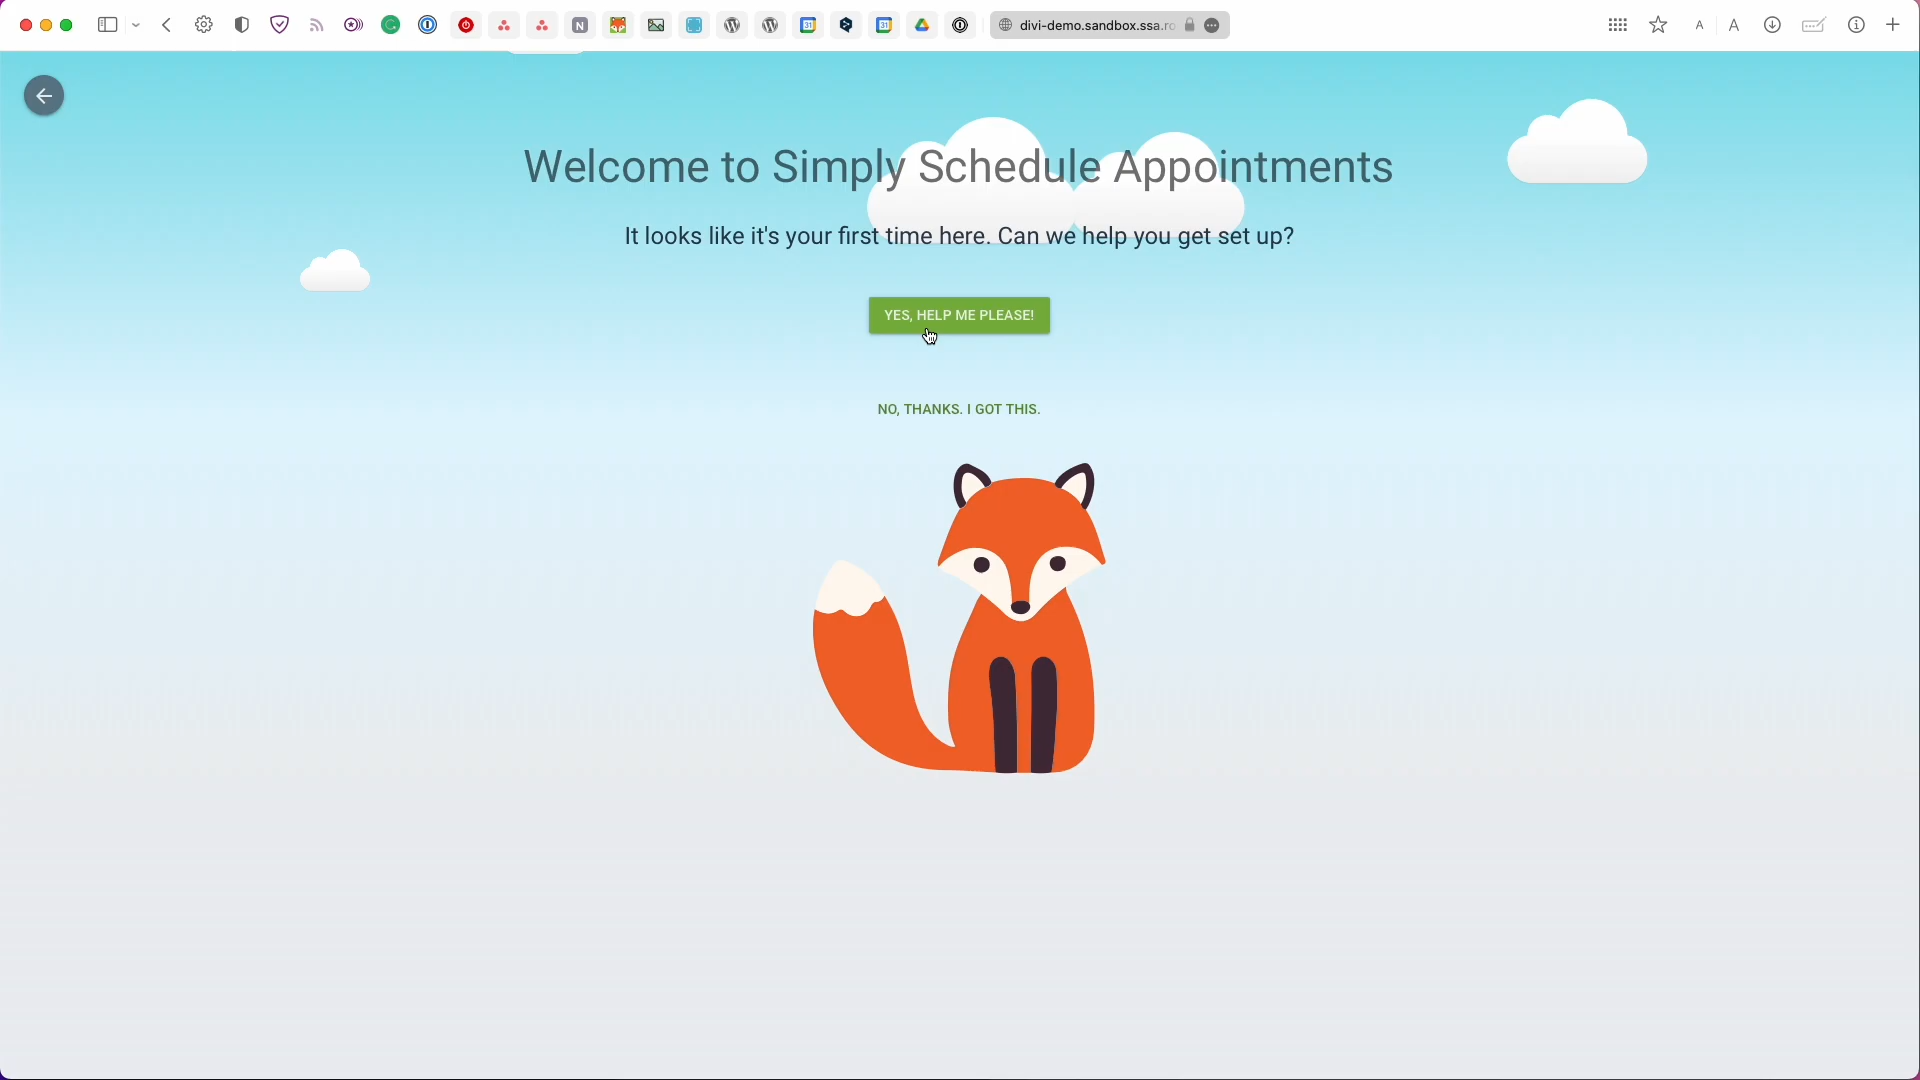 divi-demo.sandbox.ssa.ro
A A
Welcome to Simply Schedule Appointments
It looks like it's your first time here. Can we help you get set up?
YES, HELP ME PLEASE!
NO, THANKS. I GOT THIS.